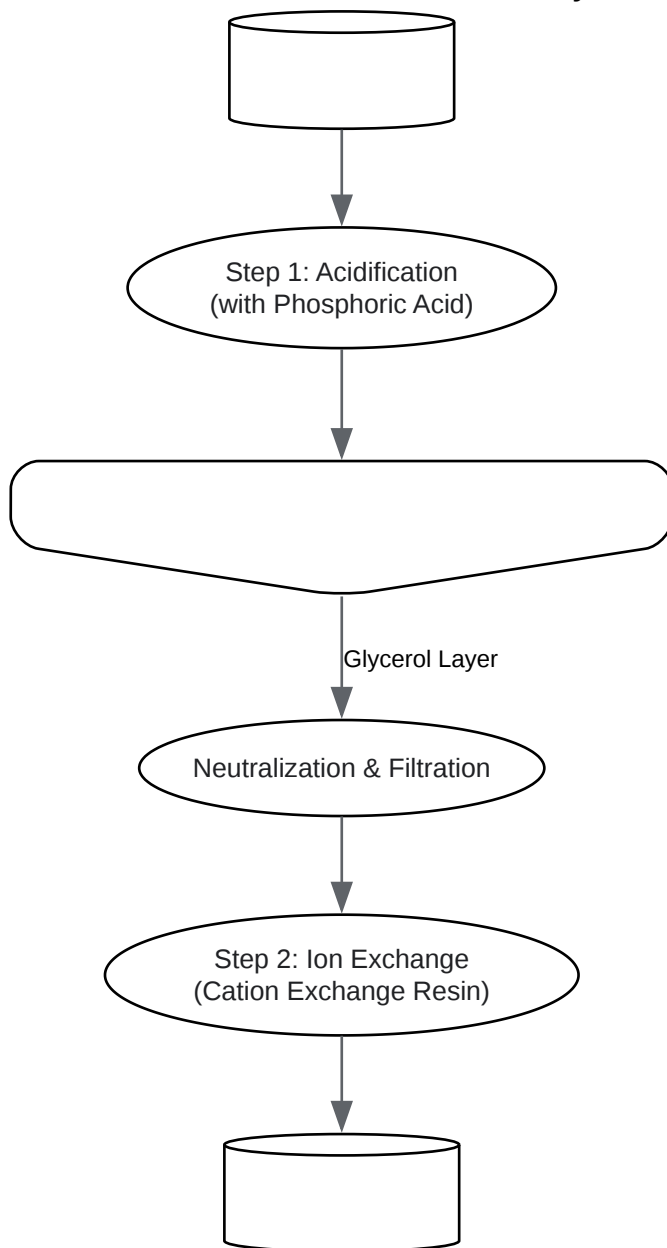 Step 1: Acidification
(with Phosphoric Acid)
Glycerol Layer
Neutralization & Filtration
Step 2: Ion Exchange
(Cation Exchange Resin)